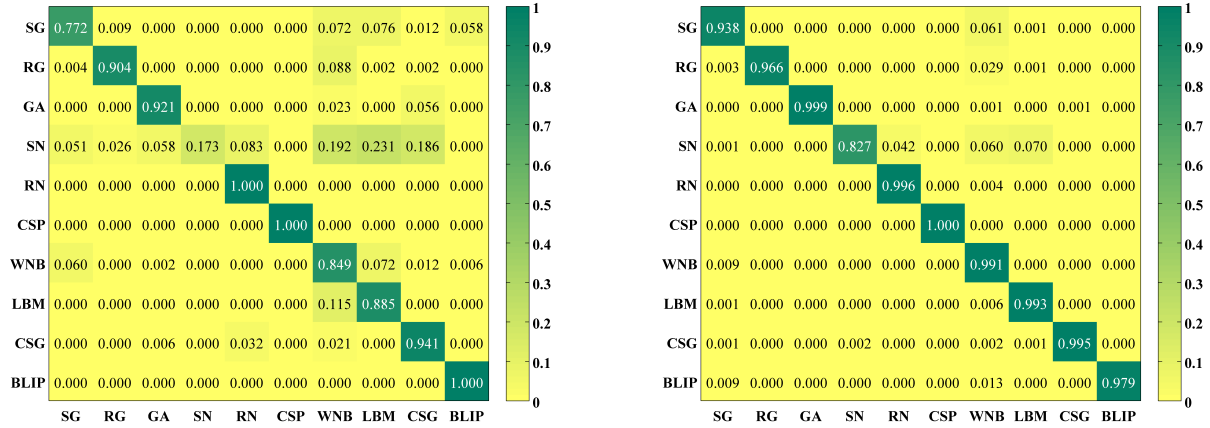 SG 0.772 0.009 0.000 0.000 0.000 0.000 0.072 0.076 0.012 0.058
RG 0.004 0.904 0.000 0.000 0.000 0.000 0.088 0.002 0.002 0.000
GA 0.000 0.000 0.921 0.000 0.000 0.000 0.023 0.000 0.056 0.000
SN 0.051 0.026 0.058 0.173 0.083 0.000 0.192 0.231 0.186 0.000
RN 0.000 0.000 0.000 0.000 1.000 0.000 0.000 0.000 0.000 0.000
CSP 0.000 0.000 0.000 0.000 0.000 1.000 0.000 0.000 0.000 0.000
WNB 0.060 0.000 0.002 0.000 0.000 0.000 0.849 0.072 0.012 0.006
LBM 0.000 0.000 0.000 0.000 0.000 0.000 0.115 0.885 0.000 0.000
CSG 0.000 0.000 0.006 0.000 0.032 0.000 0.021 0.000 0.941 0.000
BLIP 0.000 0.000 0.000 0.000 0.000 0.000 0.000 0.000 0.000 1.000
SG RG GA SN RN CSP WNB LBM CSG BLIP
1
0.9
0.8
0.7
0.6
0.5
0.4
0.3
0.2
0.1
0
SG 0.938 0.000 0.000 0.000 0.000 0.000 0.061 0.001 0.000 0.000
RG 0.003 0.966 0.000 0.000 0.000 0.000 0.029 0.001 0.000 0.000
GA 0.000 0.000 0.999 0.000 0.000 0.000 0.001 0.000 0.001 0.000
SN 0.001 0.000 0.000 0.827 0.042 0.000 0.060 0.070 0.000 0.000
RN 0.000 0.000 0.000 0.000 0.996 0.000 0.004 0.000 0.000 0.000
CSP 0.000 0.000 0.000 0.000 0.000 1.000 0.000 0.000 0.000 0.000
WNB 0.009 0.000 0.000 0.000 0.000 0.000 0.991 0.000 0.000 0.000
LBM 0.001 0.000 0.000 0.000 0.000 0.000 0.006 0.993 0.000 0.000
CSG 0.001 0.000 0.000 0.002 0.000 0.000 0.002 0.001 0.995 0.000
BLIP 0.009 0.000 0.000 0.000 0.000 0.000 0.013 0.000 0.000 0.979
SG RG GA SN RN CSP WNB LBM CSG BLIP
1
0.9
0.8
0.7
0.6
0.5
0.4
0.3
0.2
0.1
0